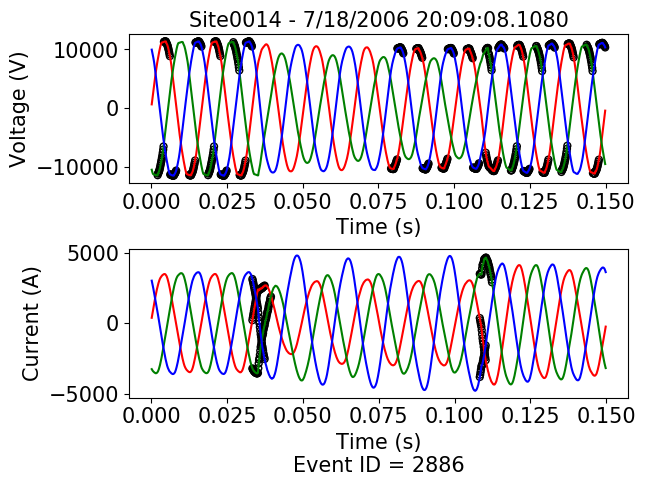 Site0014 - 7/18/2006 20:09:08.1080
10000
0
−10000
Voltage (V)
0.000 0.025 0.050 0.075 0.100 0.125 0.150
Time (s)
5000
0
−5000
Current (A)
0.000 0.025 0.050 0.075 0.100 0.125 0.150
Time (s)
Event ID = 2886